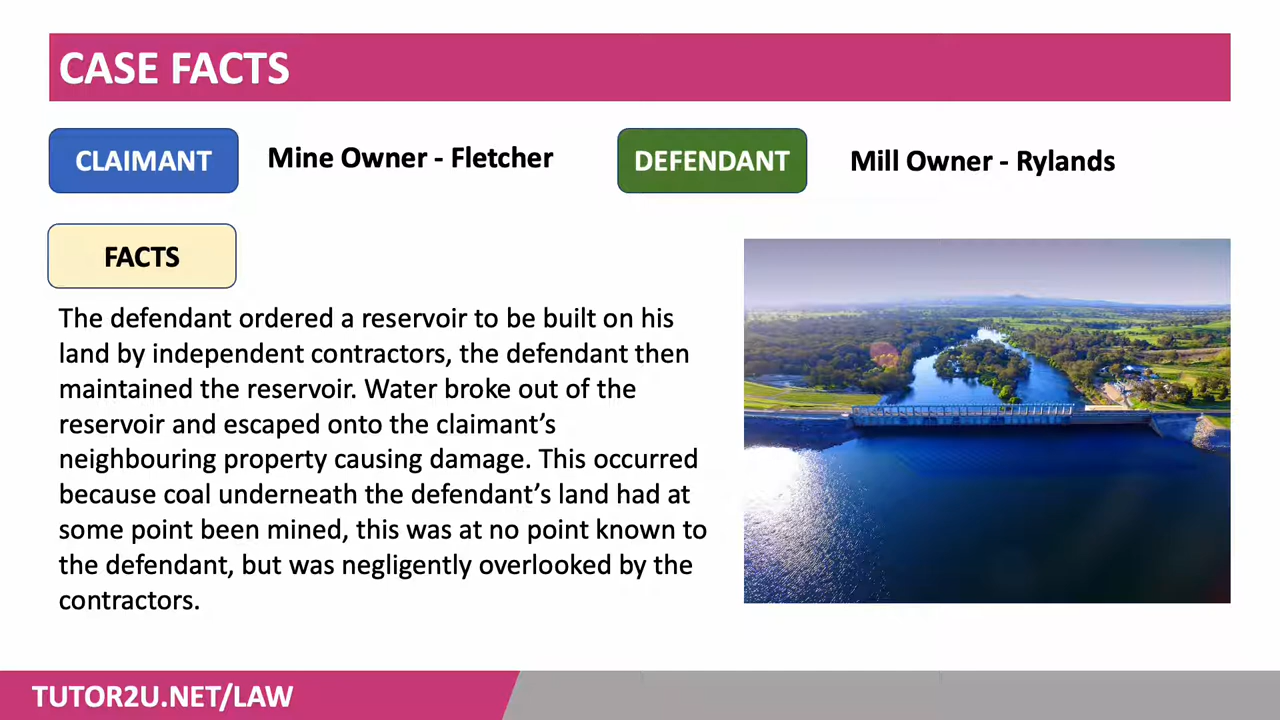 CASE FACTS
CLAIMANT
Mine Owner - Fletcher
DEFENDANT
Mill Owner - Rylands
FACTS
The defendant ordered a reservoir to be built on his
land by independent contractors, the defendant then
maintained the reservoir. Water broke out of the
reservoir and escaped onto the claimant’s
neighbouring property causing damage. This occurred
because coal underneath the defendant’s land had at
some point been mined, this was at no point known to
the defendant, but was negligently overlooked by the
contractors.
TUTOR2U.NET/LAW